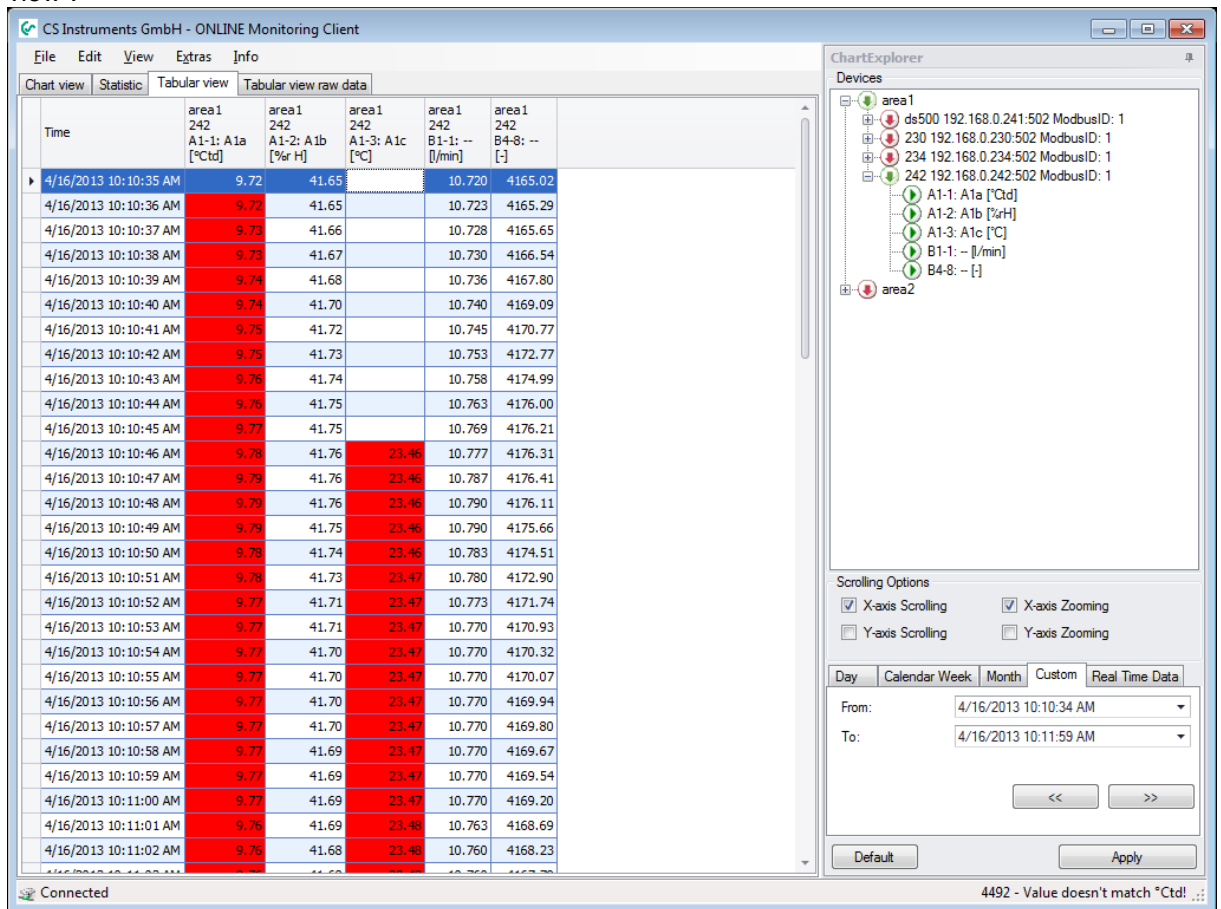 CS Instruments GmbH - ONLINE Monitoring Client
File Edit View Extras Info
Chart view Statistic Tabular view Tabular view raw data
Time
area1 242 A1-1: A1a [°Ctd]
area1 242 A1-2: A1b [%r H]
area1 242 A1-3: A1c [°C]
area1 242 B1-1: -- [l/min]
area1 242 B4-8: -- [-]
4/16/2013 10:10:35 AM 9.72 41.65 10.720 4165.02
4/16/2013 10:10:36 AM 9.72 41.65 10.723 4165.29
4/16/2013 10:10:37 AM 9.73 41.66 10.728 4165.65
4/16/2013 10:10:38 AM 9.73 41.67 10.730 4166.54
4/16/2013 10:10:39 AM 9.74 41.68 10.736 4167.80
4/16/2013 10:10:40 AM 9.74 41.70 10.740 4169.09
4/16/2013 10:10:41 AM 9.75 41.72 10.745 4170.77
4/16/2013 10:10:42 AM 9.75 41.73 10.753 4172.77
4/16/2013 10:10:43 AM 9.76 41.74 10.758 4174.99
4/16/2013 10:10:44 AM 9.76 41.75 10.763 4176.00
4/16/2013 10:10:45 AM 9.77 41.75 10.769 4176.21
4/16/2013 10:10:46 AM 9.78 41.76 23.46 10.777 4176.31
4/16/2013 10:10:47 AM 9.79 41.76 23.46 10.787 4176.41
4/16/2013 10:10:48 AM 9.79 41.76 23.46 10.790 4176.11
4/16/2013 10:10:49 AM 9.79 41.75 23.46 10.790 4175.66
4/16/2013 10:10:50 AM 9.78 41.74 23.46 10.783 4174.51
4/16/2013 10:10:51 AM 9.78 41.73 23.47 10.780 4172.90
4/16/2013 10:10:52 AM 9.77 41.71 23.47 10.773 4171.74
4/16/2013 10:10:53 AM 9.77 41.71 23.47 10.770 4170.93
4/16/2013 10:10:54 AM 9.77 41.70 23.47 10.770 4170.32
4/16/2013 10:10:55 AM 9.77 41.70 23.47 10.770 4170.07
4/16/2013 10:10:56 AM 9.77 41.70 23.47 10.770 4169.94
4/16/2013 10:10:57 AM 9.77 41.70 23.47 10.770 4169.80
4/16/2013 10:10:58 AM 9.77 41.69 23.47 10.770 4169.67
4/16/2013 10:10:59 AM 9.77 41.69 23.47 10.770 4169.54
4/16/2013 10:11:00 AM 9.77 41.69 23.47 10.770 4169.20
4/16/2013 10:11:01 AM 9.76 41.69 23.48 10.763 4168.69
4/16/2013 10:11:02 AM 9.76 41.68 23.48 10.760 4168.23
ChartExplorer
Devices
area1
ds500 192.168.0.241:502 ModbusID: 1
230 192.168.0.230:502 ModbusID: 1
234 192.168.0.234:502 ModbusID: 1
242 192.168.0.242:502 ModbusID: 1
A1-1: A1a [°Ctd]
A1-2: A1b [%rH]
A1-3: A1c [°C]
B1-1: -- [l/min]
B4-8: -- [-]
area2
Scrolling Options
X-axis Scrolling X-axis Zooming
Y-axis Scrolling Y-axis Zooming
Day Calendar Week Month Custom Real Time Data
From: 4/16/2013 10:10:34 AM
To: 4/16/2013 10:11:59 AM
<< >>
Default Apply
Connected 4492 - Value doesn't match °Ctd!